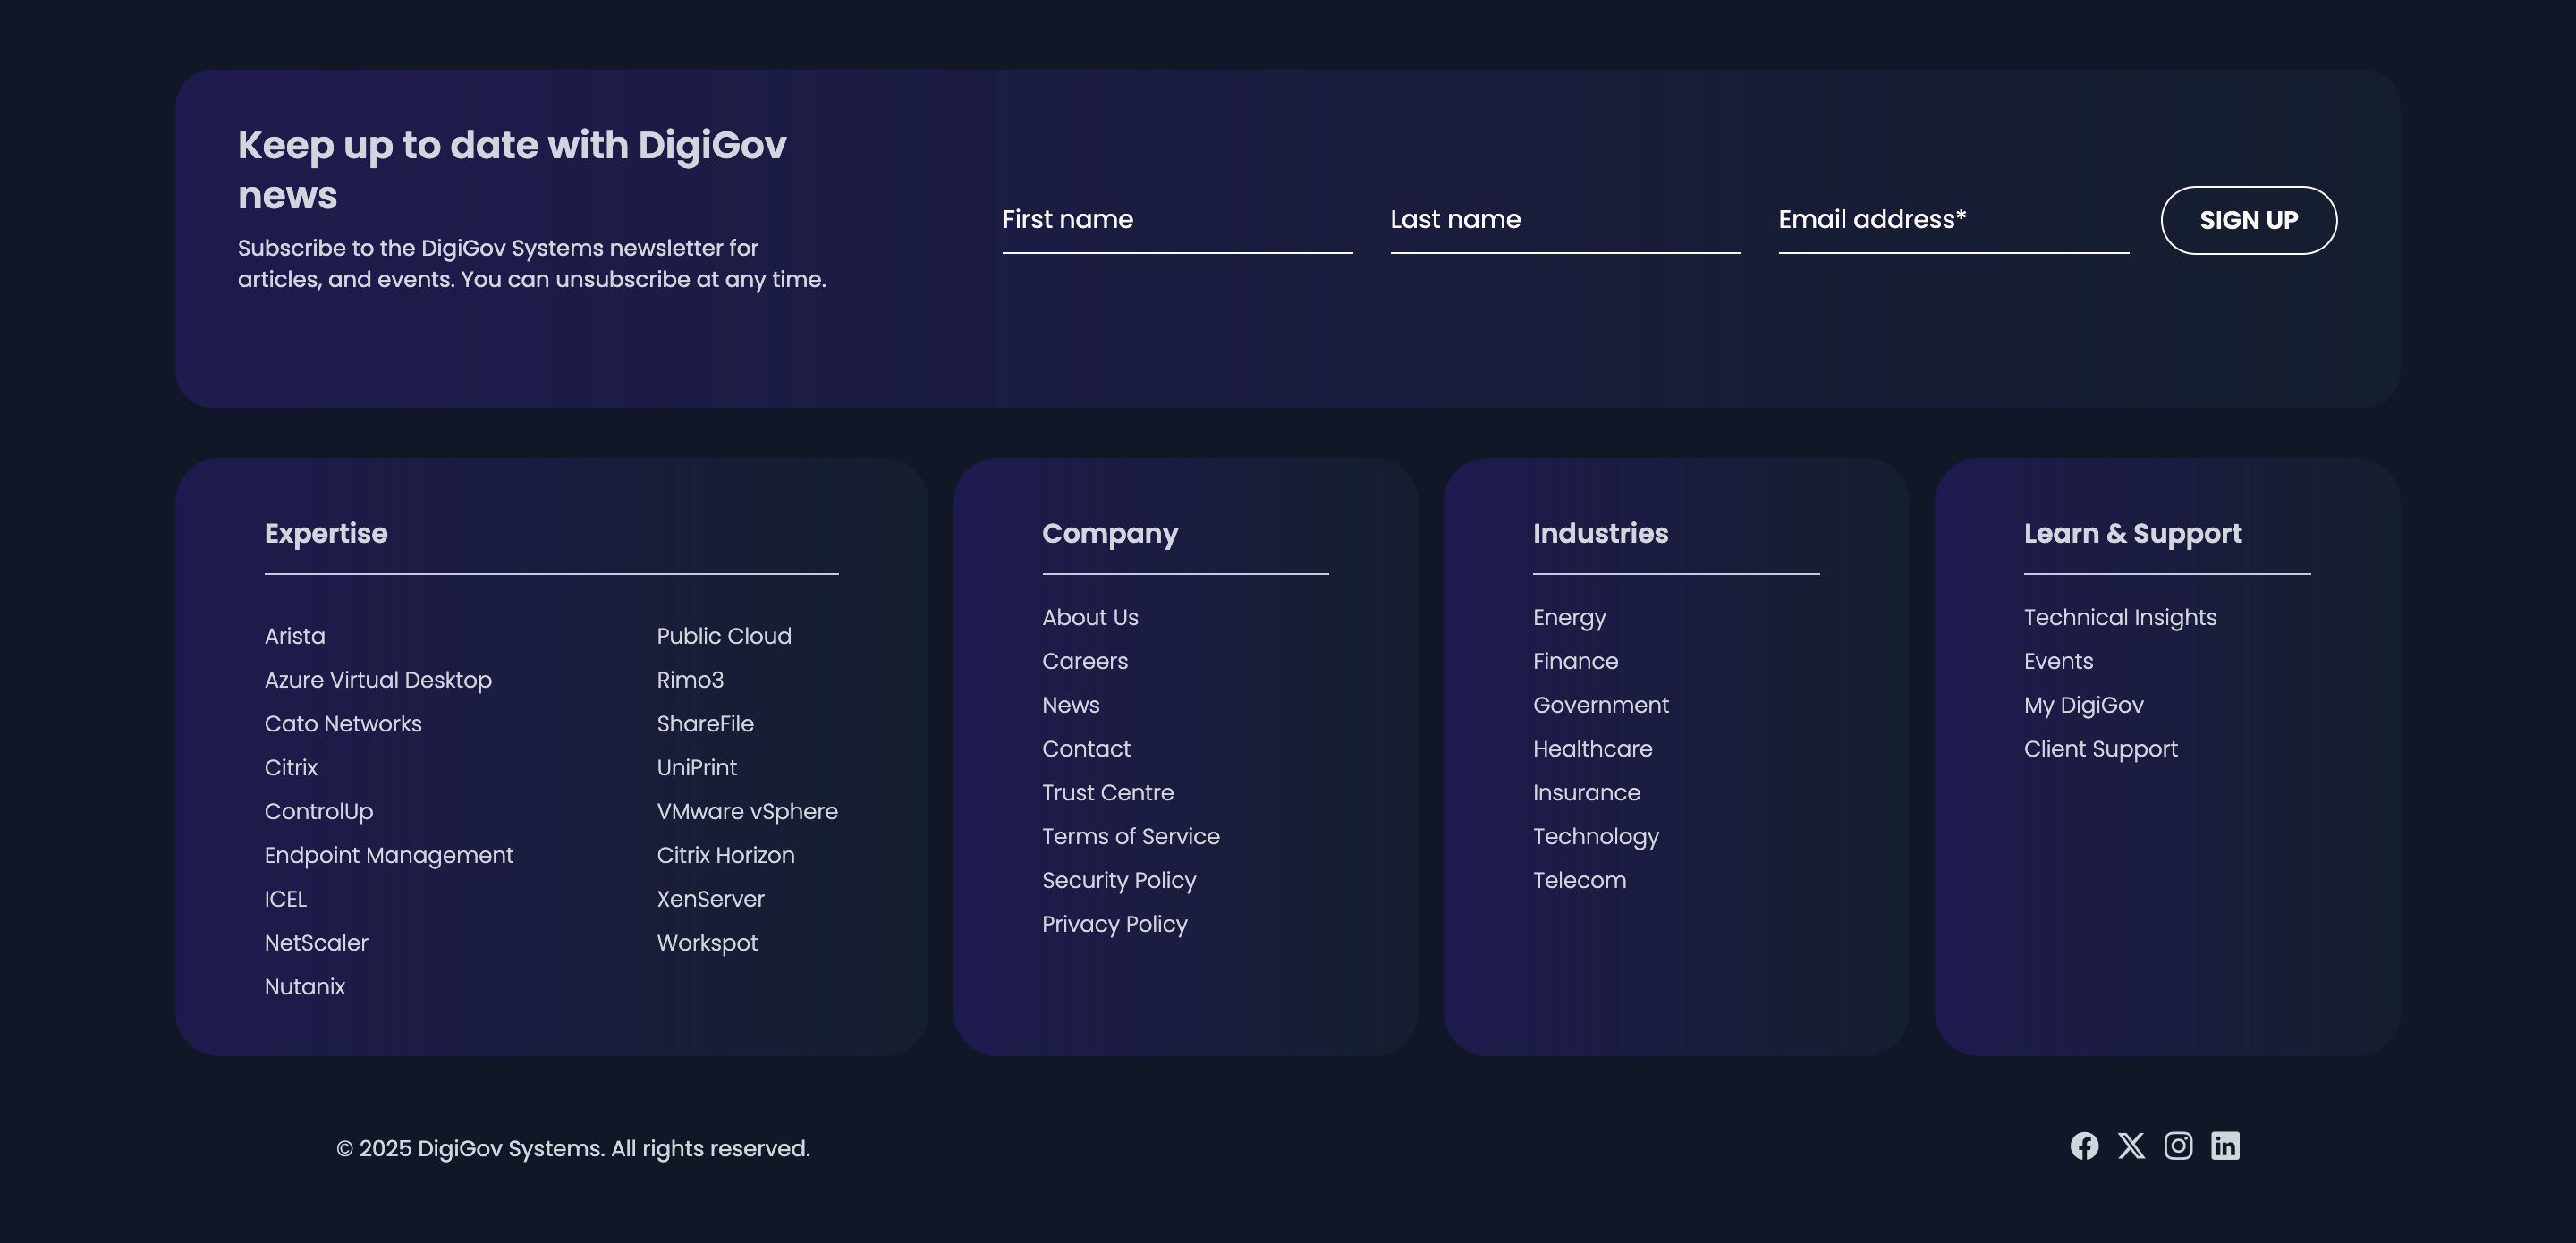 Keep up to date with DigiGov
news
Subscribe to the DigiGov Systems newsletter for
articles, and events. You can unsubscribe at any time.
First name
Last name
Email address*
SIGN UP
Expertise
Arista
Azure Virtual Desktop
Cato Networks
Citrix
ControlUp
Endpoint Management
ICEL
NetScaler
Nutanix
Public Cloud
Rimo3
ShareFile
UniPrint
VMware vSphere
Citrix Horizon
XenServer
Workspot
Company
About Us
Careers
News
Contact
Trust Centre
Terms of Service
Security Policy
Privacy Policy
Industries
Energy
Finance
Government
Healthcare
Insurance
Technology
Telecom
Learn & Support
Technical Insights
Events
My DigiGov
Client Support
© 2025 DigiGov Systems. All rights reserved.